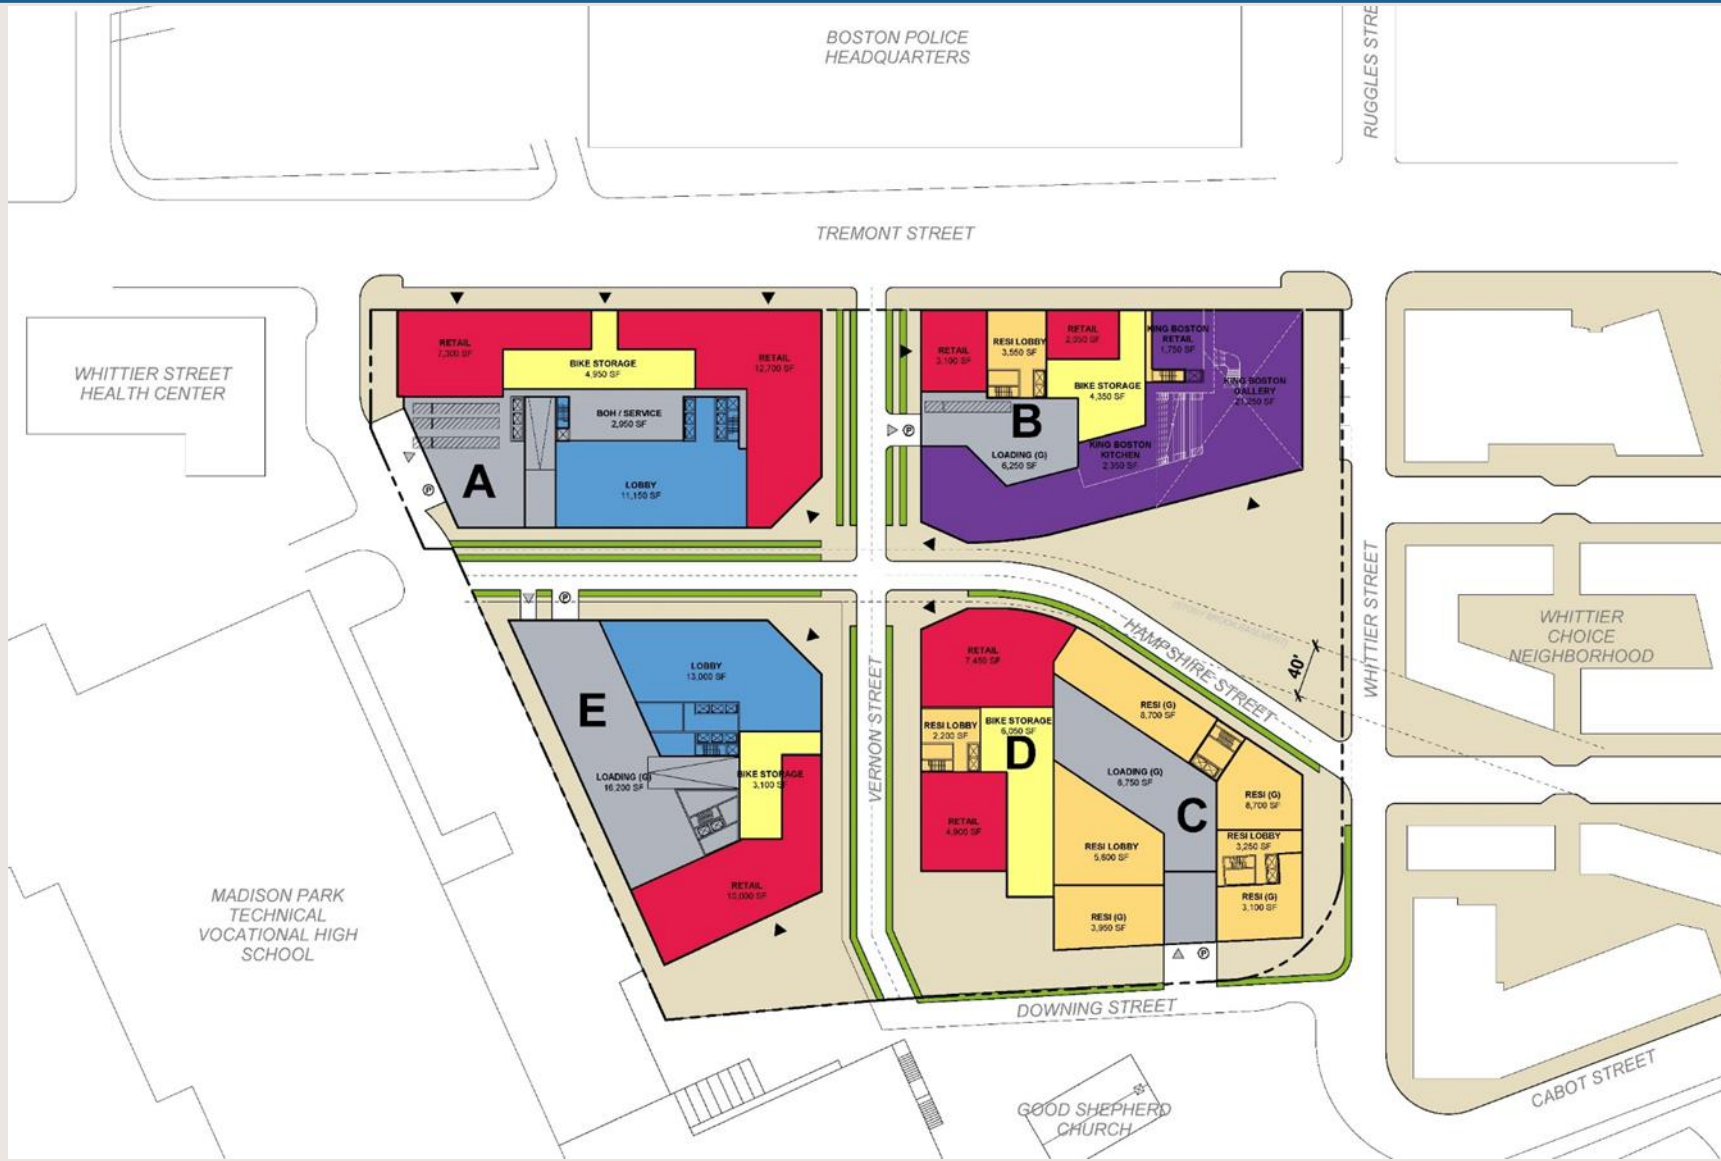 BOSTON POLICE
HEADQUARTERS
RUGGLES STRE
TREMONT STREET
WHITTIER STREET
HEALTH CENTER
RETAIL
7,300 SF
BIKE STORAGE
4,950 SF
RETAIL
12,700 SF
BOH / SERVICE
2,950 SF
A
LOBBY
11,150 SF
P
RETAIL
3,100 SF
RESI LOBBY
3,550 SF
RETAIL
KING BOSTON
RETAIL
1,750 SF
BIKE STORAGE
4,350 SF
KING BOSTON
GALLERY
B
P
LOADING (G)
6,250 SF
KING BOSTON
KITCHEN
2,350 SF
WHITTIER STREET
WHITTIER
CHOICE
NEIGHBORHOOD
P
LOBBY
13,000 SF
E
LOADING (G)
16,200 SF
BIKE STORAGE
3,100 SF
RETAIL
10,000 SF
VERNON STREET
HAMPSHIRE STREET
40'
RETAIL
7,450 SF
RESI LOBBY
2,200 SF
BIKE STORAGE
6,050 SF
D
RETAIL
4,900 SF
RESI (G)
8,700 SF
LOADING (G)
8,750 SF
C
RESI (G)
8,700 SF
RESI LOBBY
5,600 SF
RESI LOBBY
3,250 SF
RESI (G)
3,950 SF
RESI (G)
3,100 SF
P
MADISON PARK
TECHNICAL
VOCATIONAL HIGH
SCHOOL
DOWNING STREET
GOOD SHEPHERD
CHURCH
CABOT STREET